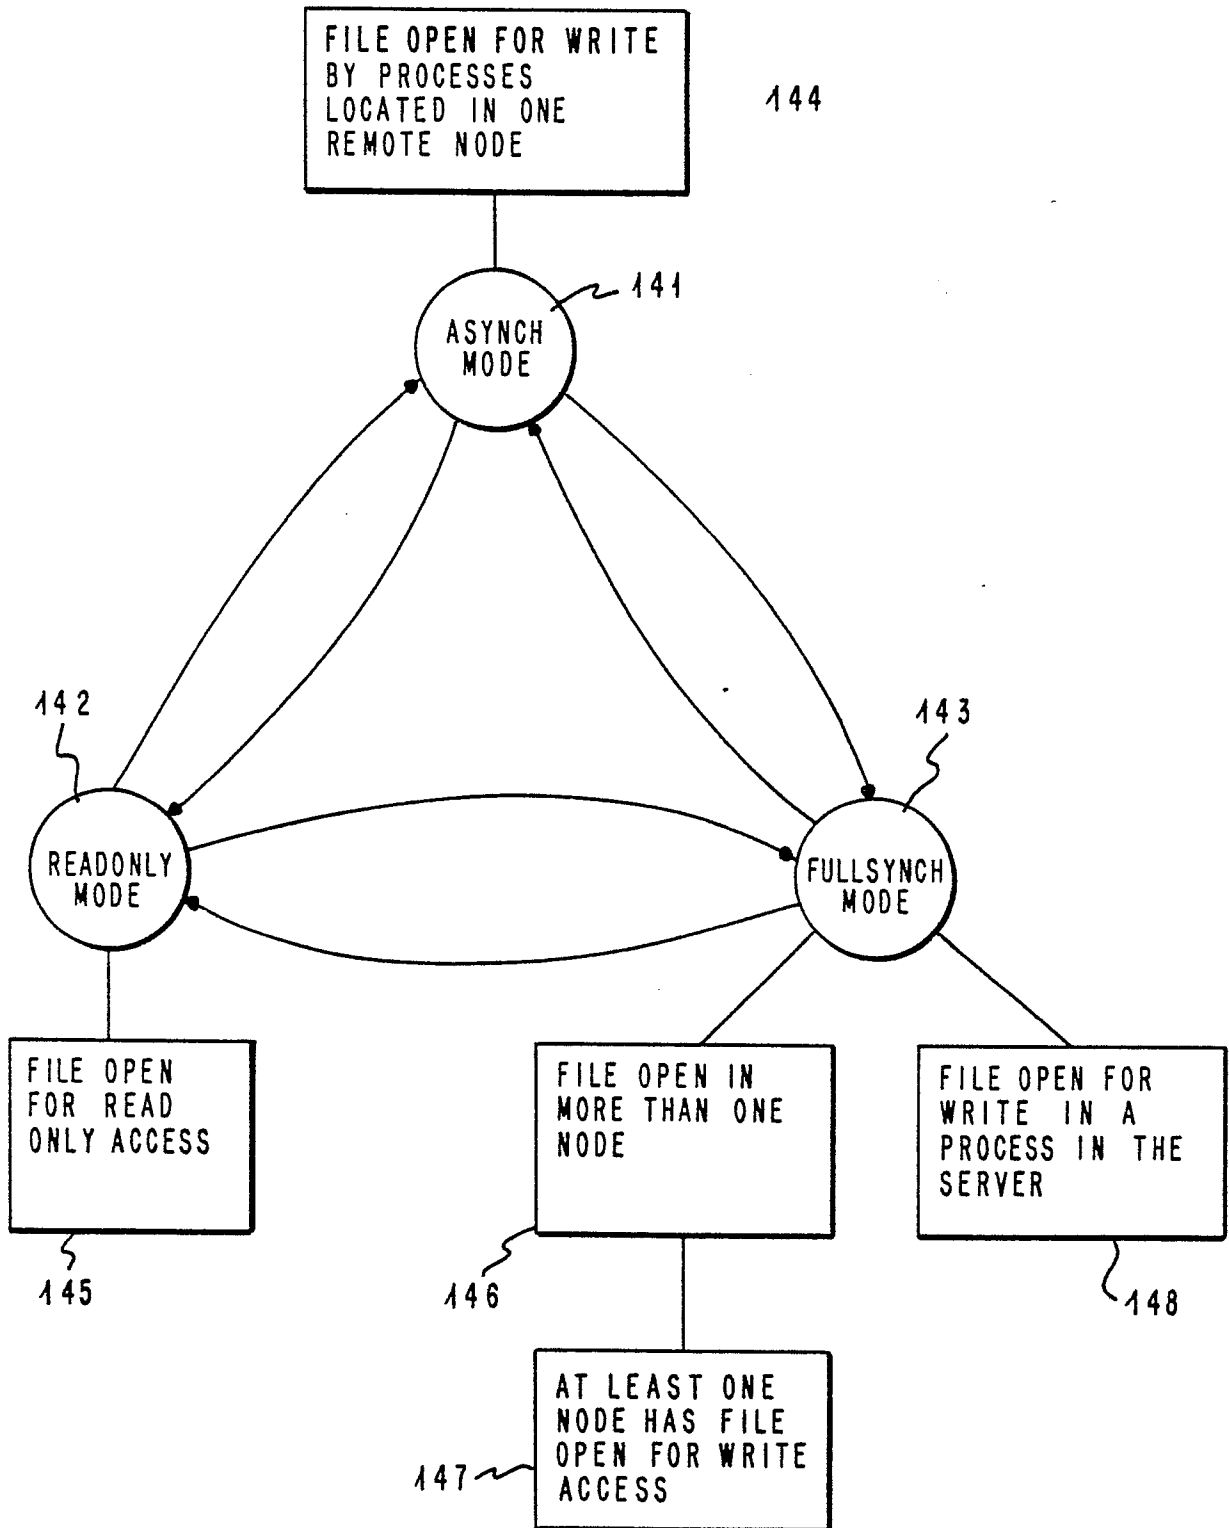 FILE OPEN FOR WRITE
BY PROCESSES
LOCATED IN ONE
REMOTE NODE
144
141
ASYNCH
MODE
142
143
READONLY
MODE
FULLSYNCH
MODE
FILE OPEN
FOR READ
ONLY ACCESS
FILE OPEN IN
MORE THAN ONE
NODE
FILE OPEN FOR
WRITE IN A
PROCESS IN THE
SERVER
145
146
148
AT LEAST ONE
NODE HAS FILE
OPEN FOR WRITE
ACCESS
147